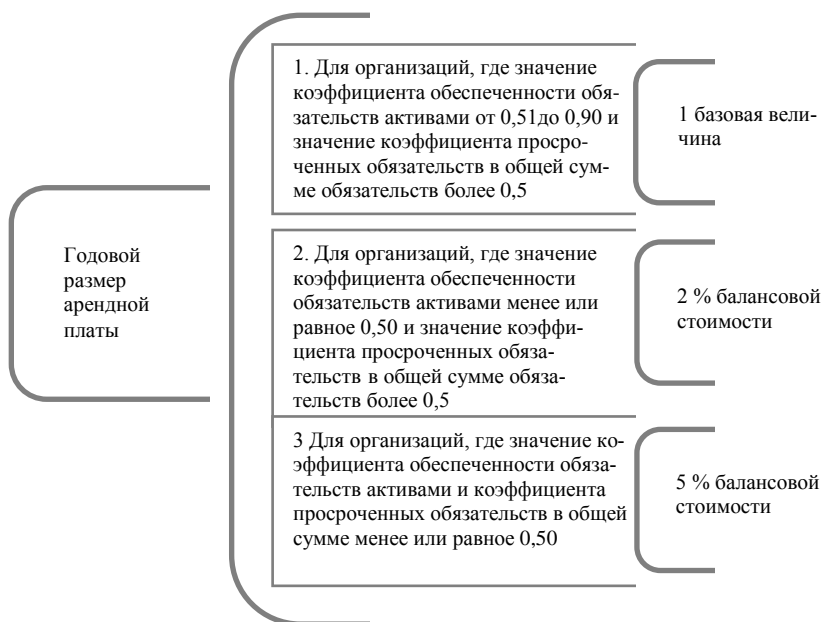 Годовой
размер
арендной
платы
1. Для организаций, где значение
коэффициента обеспеченности обя-
зательств активами от 0,51до 0,90 и
значение коэффициента просро-
ченных обязательств в общей сум-
ме обязательств более 0,5
1 базовая вели-
чина
2. Для организаций, где значение
коэффициента обеспеченности
обязательств активами менее или
равное 0,50 и значение коэффи-
циента просроченных обяза-
тельств в общей сумме обяза-
тельств более 0,5
2 % балансовой
стоимости
3 Для организаций, где значение ко-
эффициента обеспеченности обяза-
тельств активами и коэффициента
просроченных обязательств в общей
сумме менее или равное 0,50
5 % балансовой
стоимости